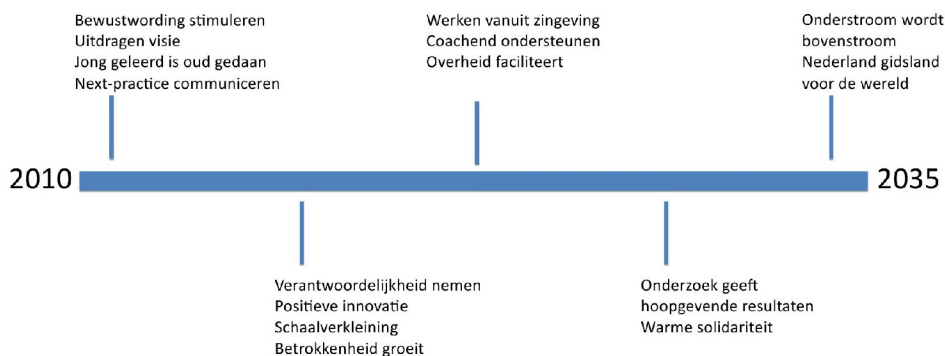 Bewustwording stimuleren
Uitdragen visie
Jong geleerd is oud gedaan
Next-practice communiceren
Werken vanuit zingeving
Coachend ondersteunen
Overheid faciliteert
Onderstroom wordt
bovenstroom
Nederland gidsland
voor de wereld
2010
2035
Verantwoordelijkheid nemen
Positieve innovatie
Schaalverkleining
Betrokkenheid groeit
Onderzoek geeft
hoopgevende resultaten
Warme solidariteit